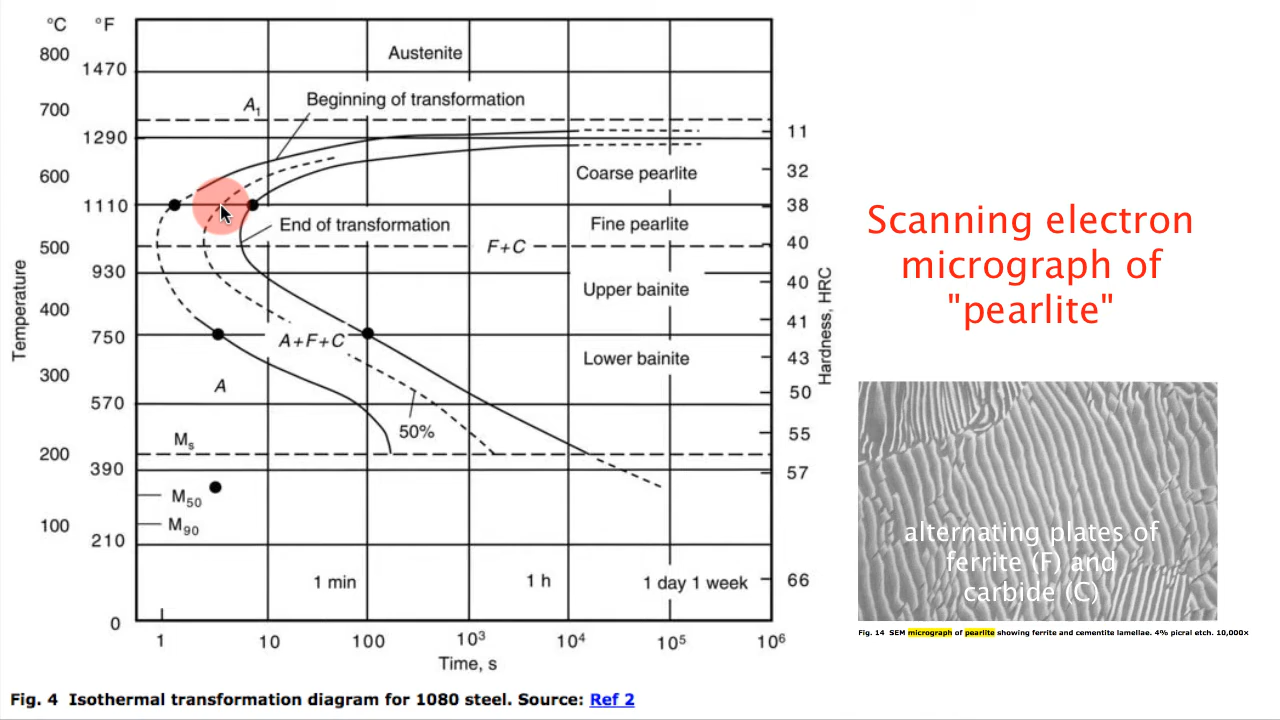 °C °F
800
1470
700
1290
600
1110
500
930
400
750
300
570
200
390
100
210
0
Temperature
Austenite
A1
Beginning of transformation
Coarse pearlite
End of transformation
Fine pearlite
F+C
Upper bainite
A+F+C
Lower bainite
A
50%
Ms
M50
M90
1 min
1 h
1 day 1 week
11
32
38
40
40
41
43
50
55
57
66
Hardness, HRC
1 10 100 10³ 10⁴ 10⁵ 10⁶
Time, s
Fig. 4 Isothermal transformation diagram for 1080 steel. Source: Ref 2
Scanning electron
micrograph of
"pearlite"
alternating plates of
ferrite (F) and
carbide (C)
Fig. 14 SEM micrograph of pearlite showing ferrite and cementite lamellae. 4% picral etch. 10,000×